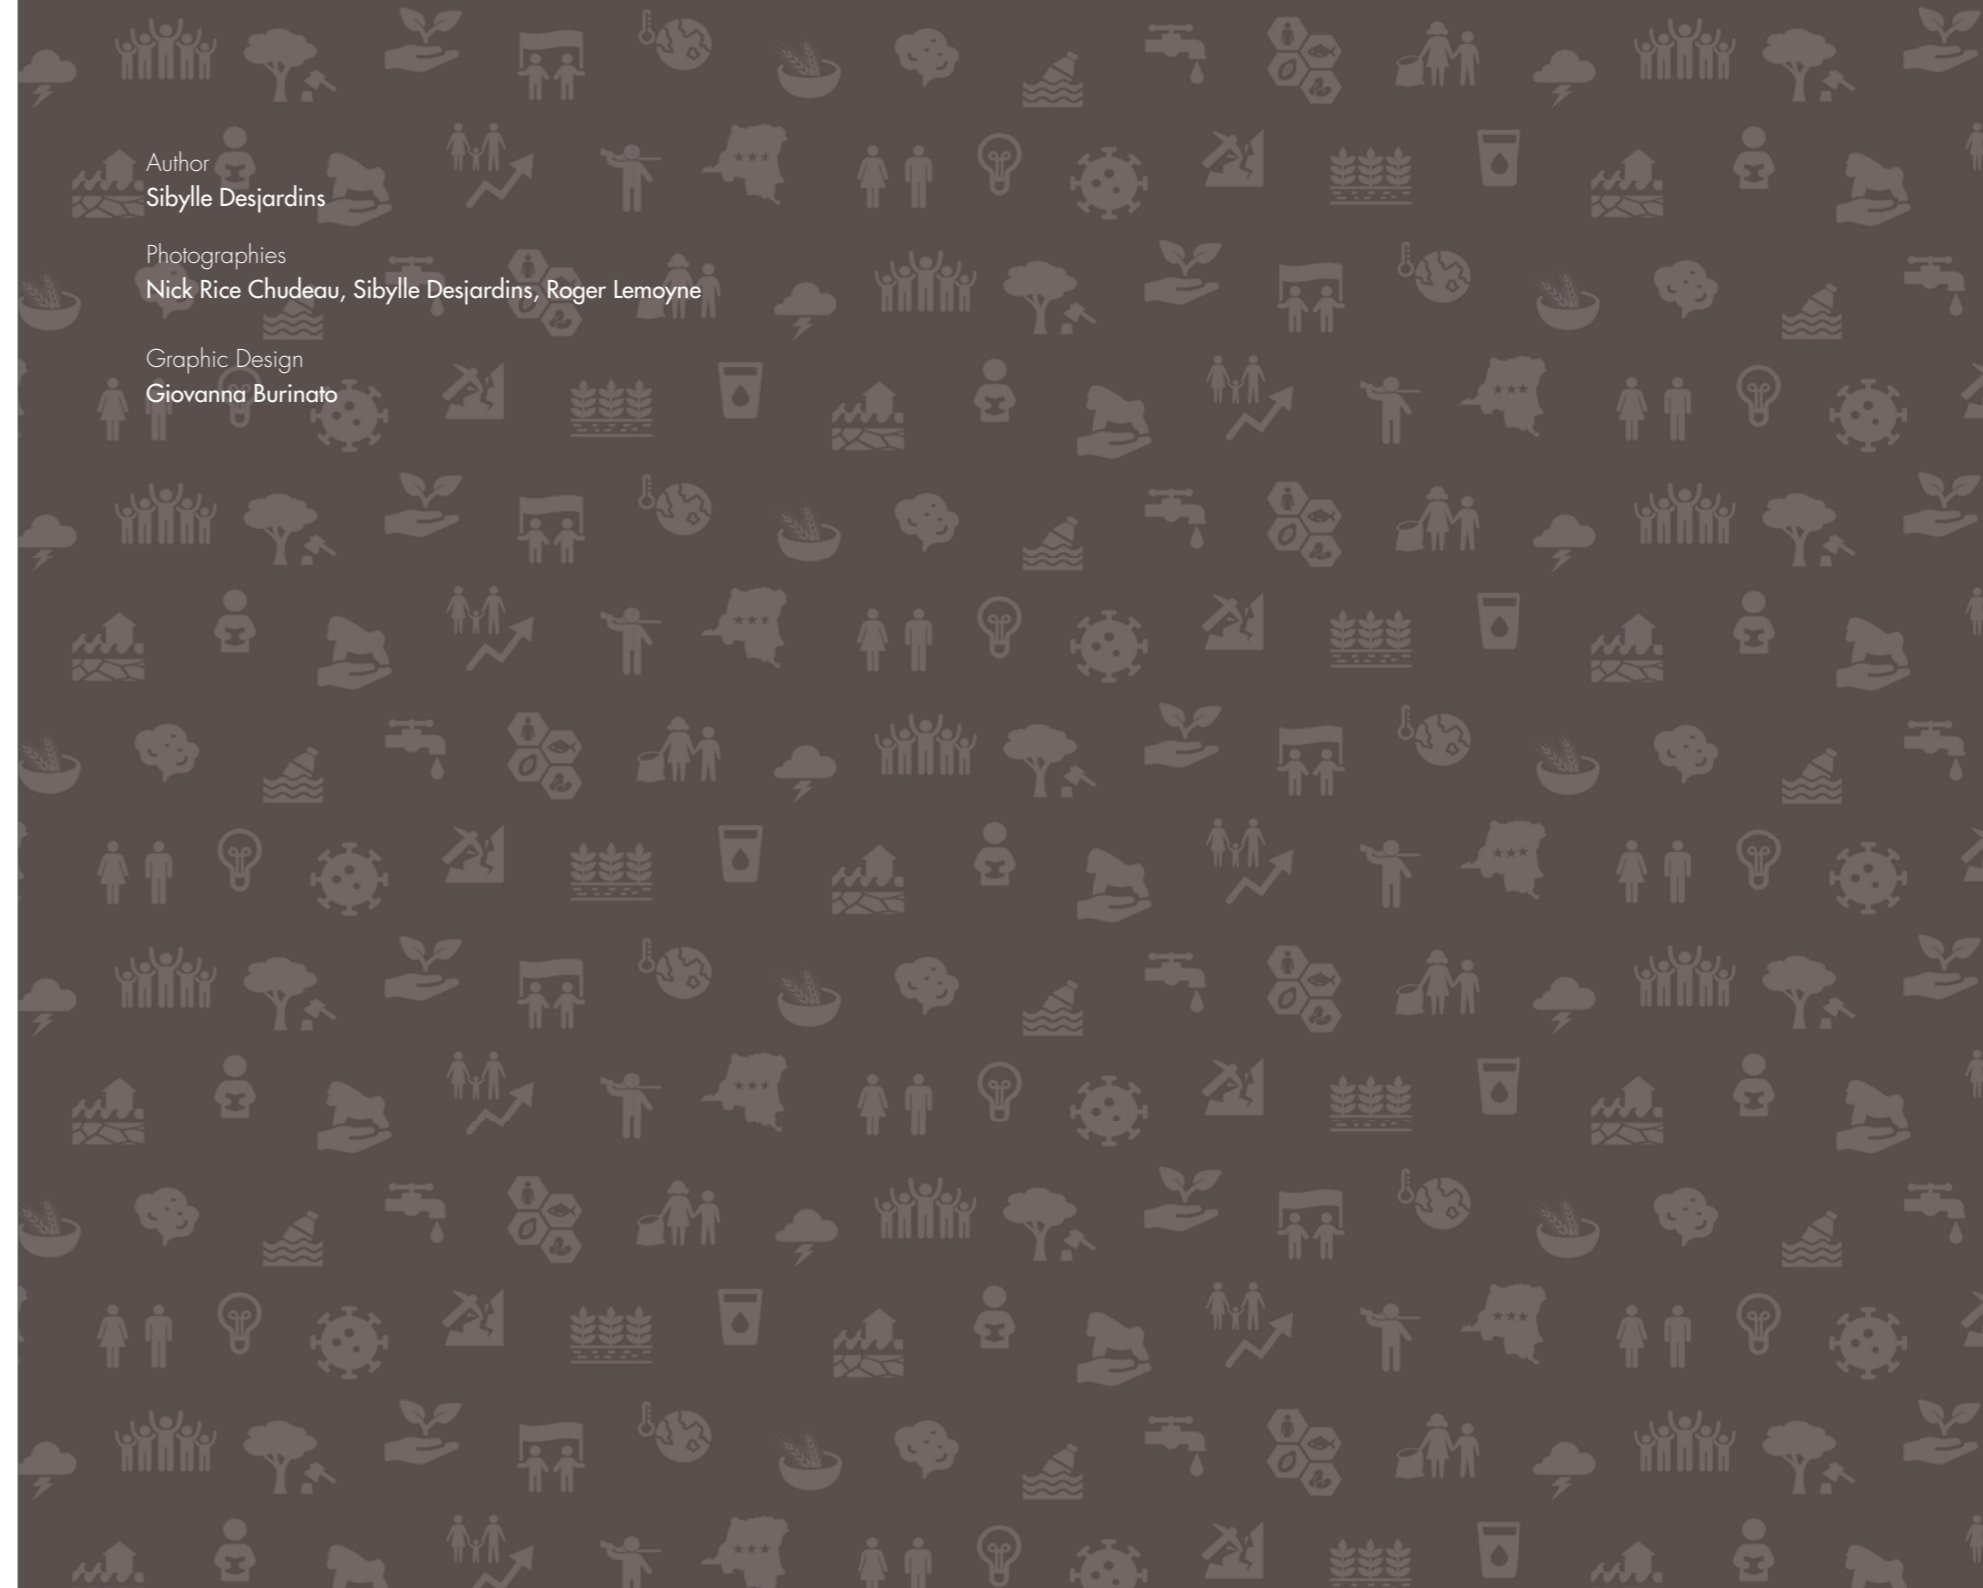 Author
Sibylle Desjardins
Photographies
Nick Rice Chudeau, Sibylle Desjardins, Roger Lemoyne
Graphic Design
Giovanna Burinato